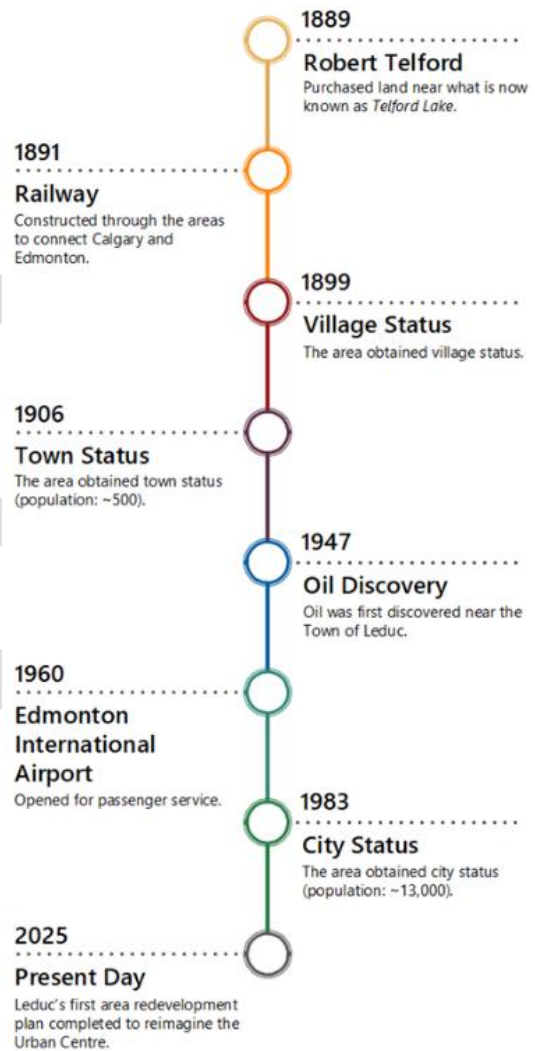 1889
Robert Telford
Purchased land near what is now
known as Telford Lake.
1891
Railway
Constructed through the areas
to connect Calgary and
Edmonton.
1899
Village Status
The area obtained village status.
1906
Town Status
The area obtained town status
(population: ~500).
1947
Oil Discovery
Oil was first discovered near the
Town of Leduc.
1960
Edmonton
International
Airport
Opened for passenger service.
1983
City Status
The area obtained city status
(population: ~13,000).
2025
Present Day
Leduc's first area redevelopment
plan completed to reimagine the
Urban Centre.